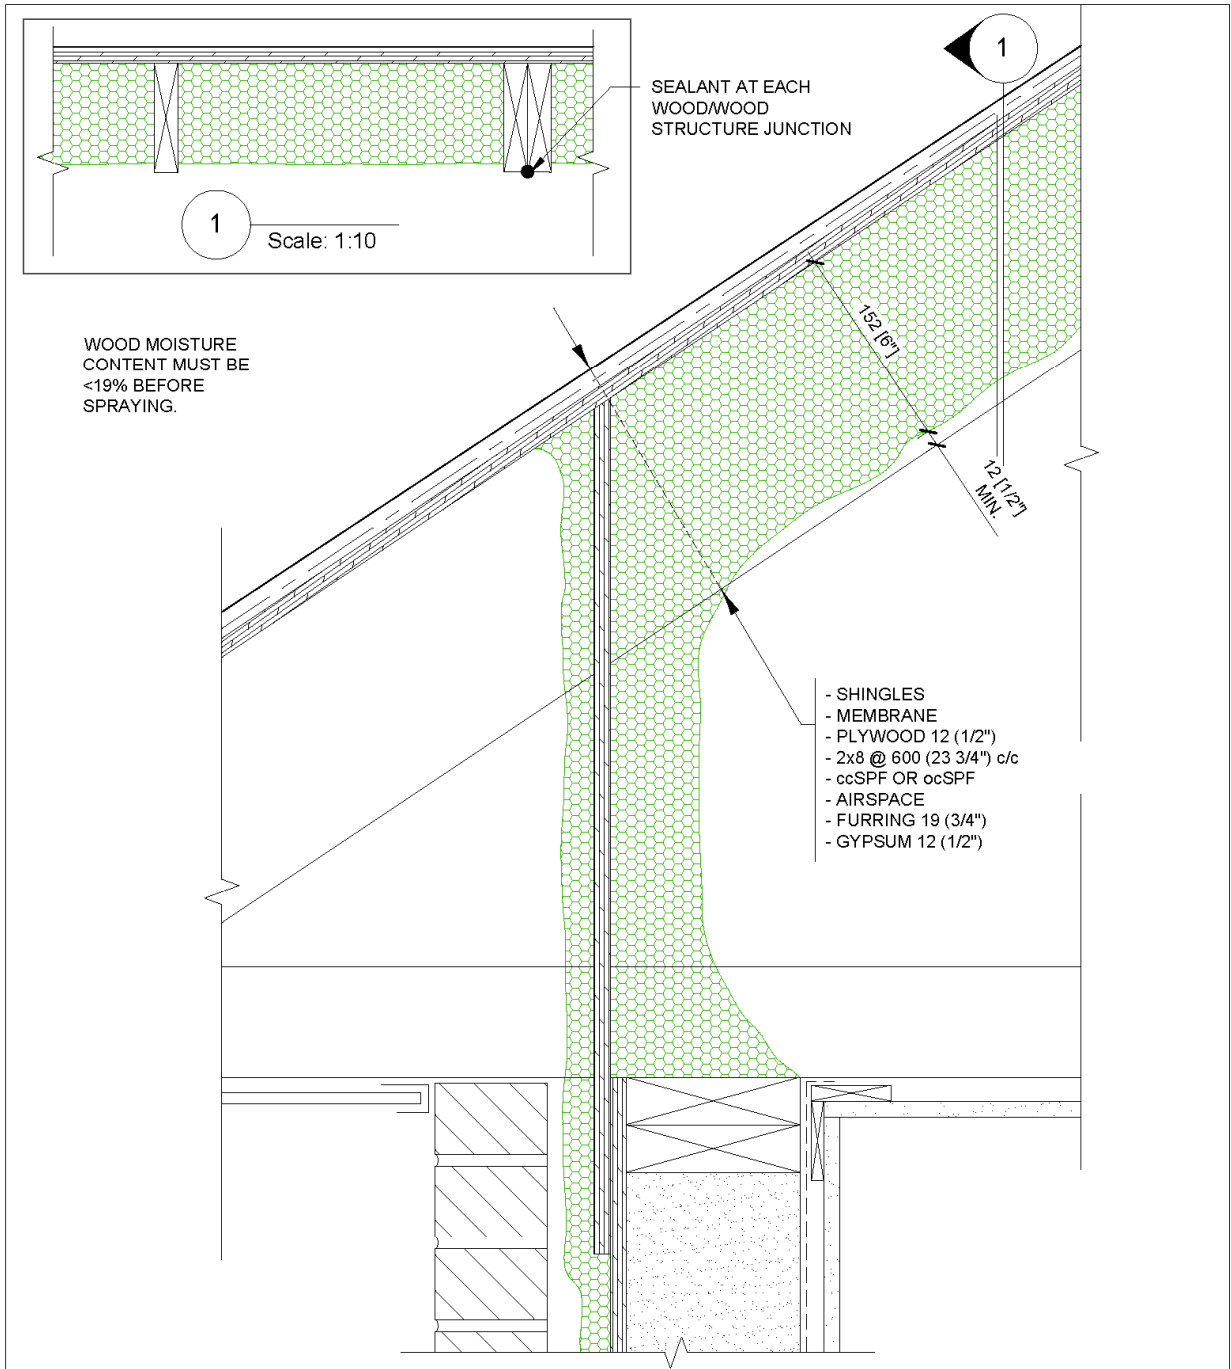 1
SEALANT AT EACH
WOOD/WOOD
STRUCTURE JUNCTION
1
Scale: 1:10
WOOD MOISTURE
CONTENT MUST BE
<19% BEFORE
SPRAYING.
152 [6"]
12 [1/2"]
MIN.
- SHINGLES
- MEMBRANE
- PLYWOOD 12 (1/2")
- 2x8 @ 600 (23 3/4") c/c
- ccSPF OR ocSPF
- AIRSPACE
- FURRING 19 (3/4")
- GYPSUM 12 (1/2")